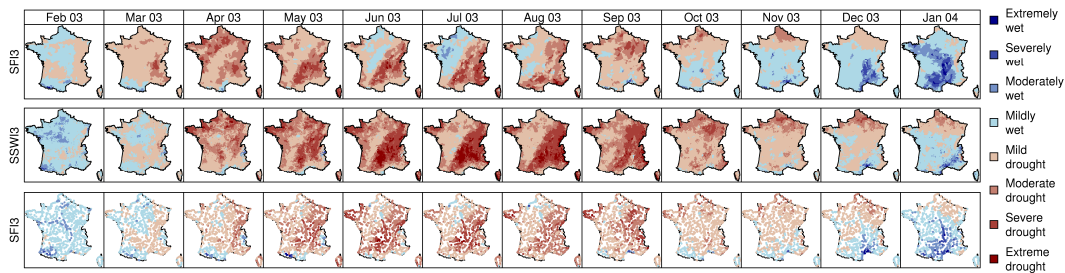 Feb 03 Mar 03 Apr 03 May 03 Jun 03 Jul 03 Aug 03 Sep 03 Oct 03 Nov 03 Dec 03 Jan 04
SPI3
SSWI3
SFI3
Extremely
wet
Severely
wet
Moderately
wet
Mildly
wet
Mild
drought
Moderate
drought
Severe
drought
Extreme
drought